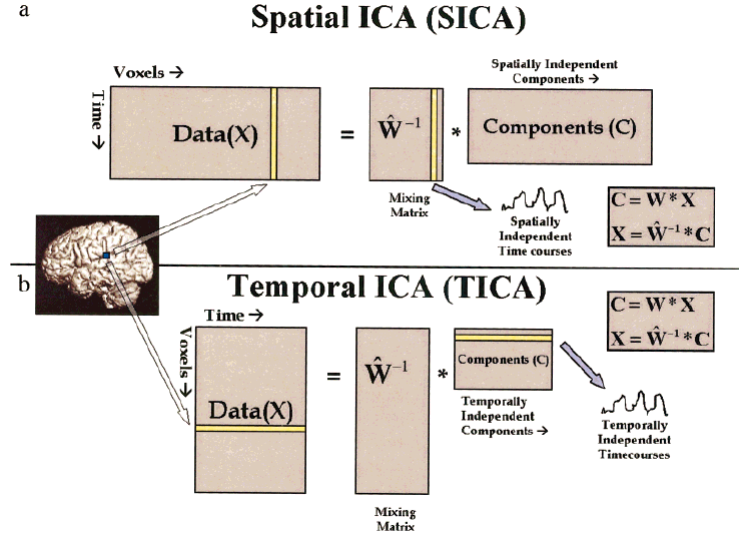 a
Spatial ICA (SICA)
Voxels →
Time →
Data(X)
=
Ŵ⁻¹
*
Spatially Independent
Components →
Components (C)
Mixing
Matrix
Spatially
Independent
Time courses
C = W*X
X = Ŵ⁻¹*C
b
Temporal ICA (TICA)
Time →
Voxels →
Data(X)
=
Ŵ⁻¹
*
Components (C)
Temporally
Independent
Components →
Mixing
Matrix
Temporally
Independent
Timecourses
C = W*X
X = Ŵ⁻¹*C